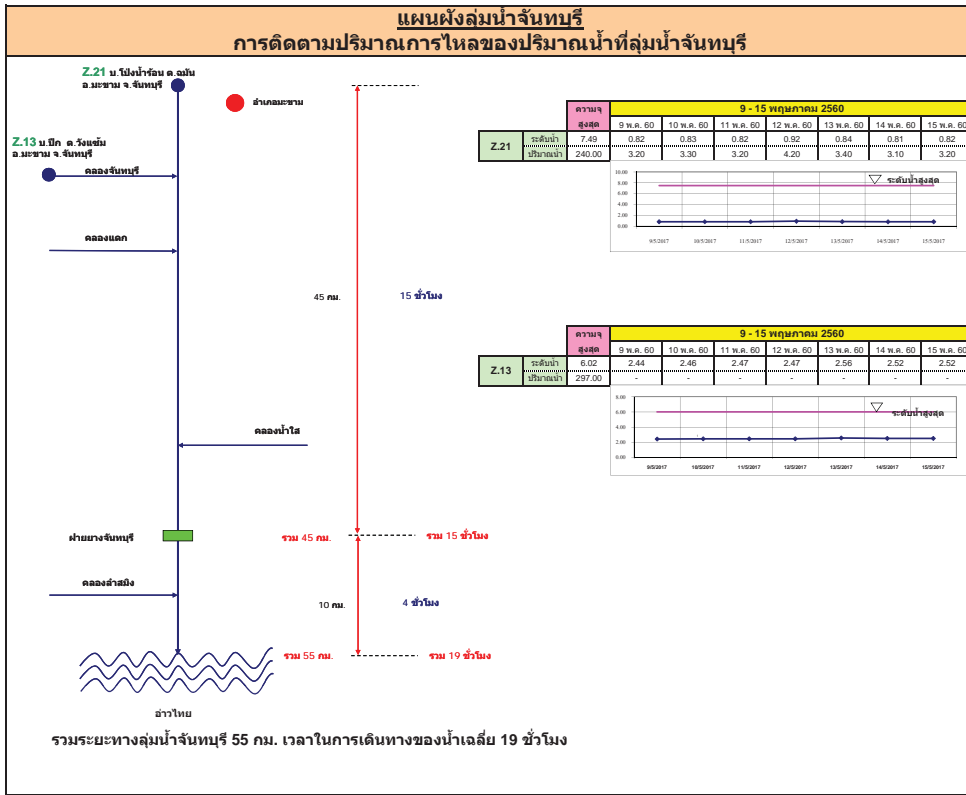 แผนผังลุ่มน้ำจันทบุรี
การติดตามปริมาณการไหลของปริมาณน้ำที่ลุ่มน้ำจันทบุรี
Z.21 บ.โป่งน้ำร้อน ต.ฉมัน
อ.มะขาม จ.จันทบุรี
อำเภอมะขาม
Z.13 บ.ปึก ต.วังแซ้ม
อ.มะขาม จ.จันทบุรี
คลองจันทบุรี
คลองแตก
45 กม. 15 ชั่วโมง
คลองน้ำใส
ฝายยางจันทบุรี รวม 45 กม. รวม 15 ชั่วโมง
คลองลำสมิง
10 กม. 4 ชั่วโมง
รวม 55 กม. รวม 19 ชั่วโมง
อ่าวไทย
รวมระยะทางลุ่มน้ำจันทบุรี 55 กม. เวลาในการเดินทางของน้ำเฉลี่ย 19 ชั่วโมง
ความจุ 9 - 15 พฤษภาคม 2560
สูงสุด 9 พ.ค. 60 10 พ.ค. 60 11 พ.ค. 60 12 พ.ค. 60 13 พ.ค. 60 14 พ.ค. 60 15 พ.ค. 60
Z.21 ระดับน้ำ 7.49 0.82 0.83 0.82 0.92 0.84 0.81 0.82
ปริมาณน้ำ 240.00 3.20 3.30 3.20 4.20 3.40 3.10 3.20
10.00
8.00
6.00
4.00
2.00
0.00
ระดับน้ำสูงสุด
9/5/2017 10/5/2017 11/5/2017 12/5/2017 13/5/2017 14/5/2017 15/5/2017
ความจุ 9 - 15 พฤษภาคม 2560
สูงสุด 9 พ.ค. 60 10 พ.ค. 60 11 พ.ค. 60 12 พ.ค. 60 13 พ.ค. 60 14 พ.ค. 60 15 พ.ค. 60
Z.13 ระดับน้ำ 6.02 2.44 2.46 2.47 2.47 2.56 2.52 2.52
ปริมาณน้ำ 297.00 - - - - - - -
8.00
6.00
4.00
2.00
0.00
ระดับน้ำสูงสุด
9/5/2017 10/5/2017 11/5/2017 12/5/2017 13/5/2017 14/5/2017 15/5/2017